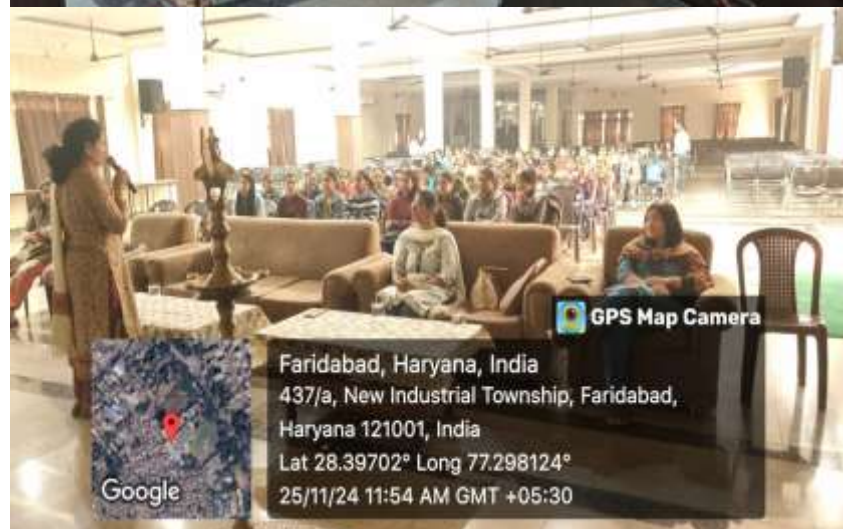 GPS Map Camera
Faridabad, Haryana, India
437/a, New Industrial Township, Faridabad,
Haryana 121001, India
Lat 28.39702° Long 77.298124°
25/11/24 11:54 AM GMT +05:30
Google